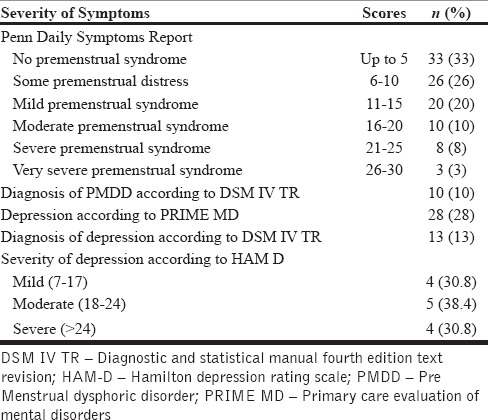 Severity of Symptoms Scores n (%)
Penn Daily Symptoms Report
No premenstrual syndrome Up to 5 33 (33)
Some premenstrual distress 6-10 26 (26)
Mild premenstrual syndrome 11-15 20 (20)
Moderate premenstrual syndrome 16-20 10 (10)
Severe premenstrual syndrome 21-25 8 (8)
Very severe premenstrual syndrome 26-30 3 (3)
Diagnosis of PMDD according to DSM IV TR 10 (10)
Depression according to PRIME MD 28 (28)
Diagnosis of depression according to DSM IV TR 13 (13)
Severity of depression according to HAM D
Mild (7-17) 4 (30.8)
Moderate (18-24) 5 (38.4)
Severe (>24) 4 (30.8)
DSM IV TR – Diagnostic and statistical manual fourth edition text
revision; HAM-D – Hamilton depression rating scale; PMDD – Pre
Menstrual dysphoric disorder; PRIME MD – Primary care evaluation of
mental disorders